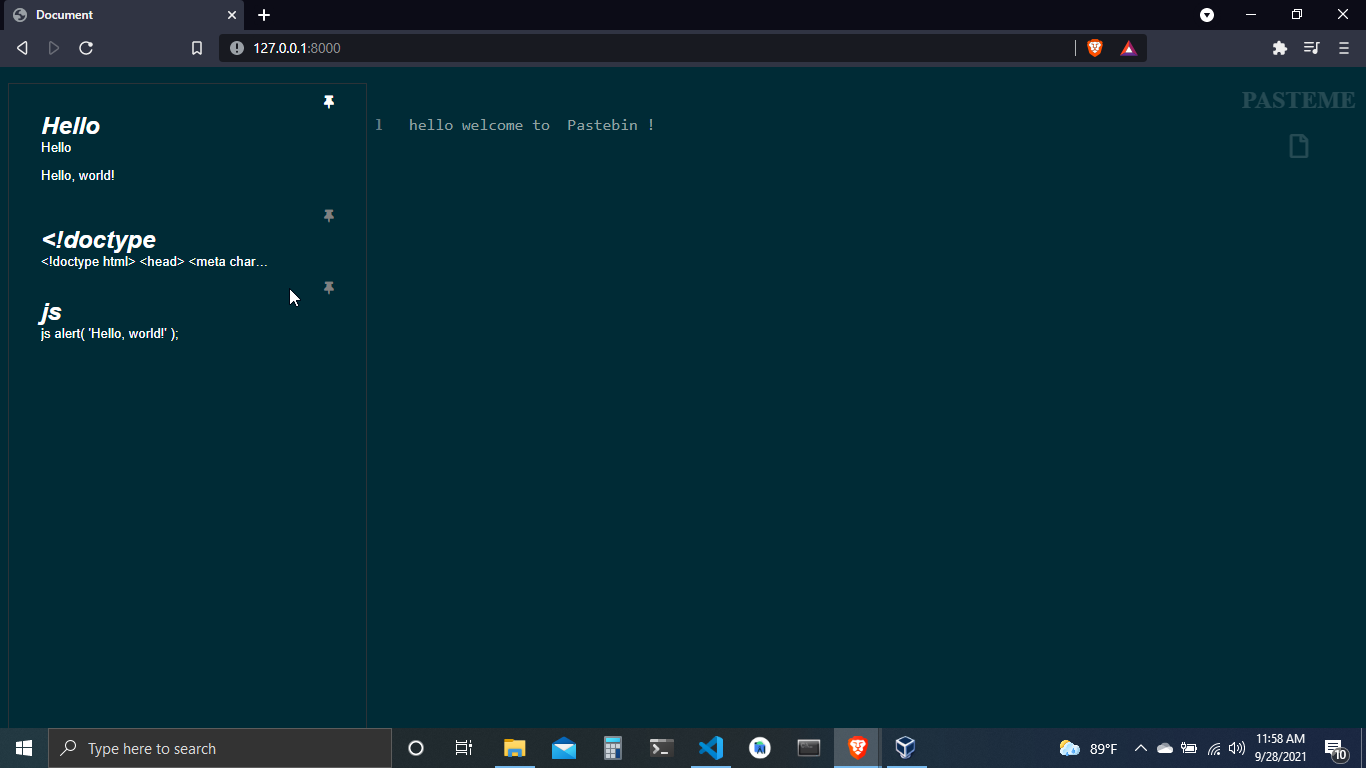 Document
127.0.0.1:8000
PASTEME
Hello
Hello
Hello, world!
<!doctype
<!doctype html> <head> <meta char...
js
js alert( 'Hello, world!' );
1 hello welcome to  Pastebin !
Type here to search
89°F
11:58 AM
9/28/2021
10